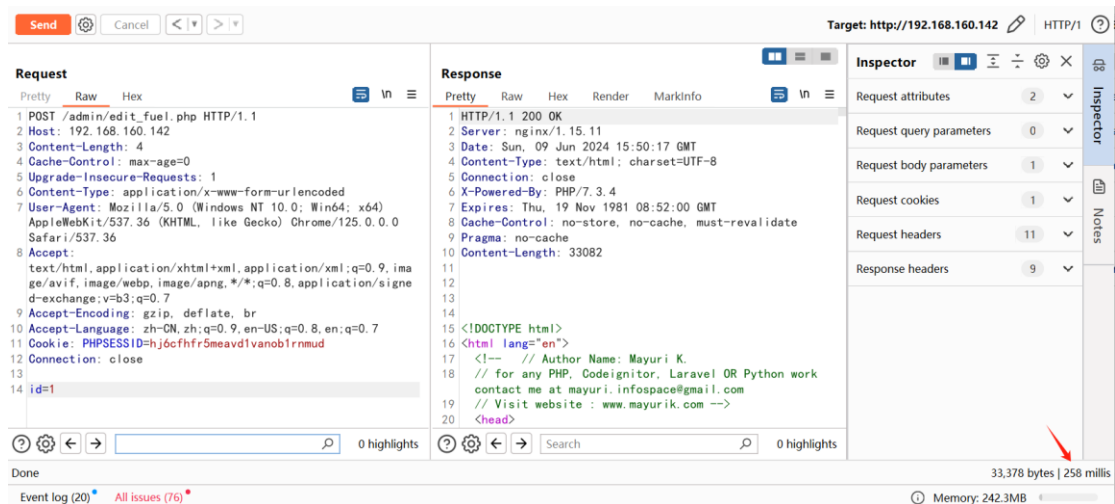 Send Cancel < > Target: http://192.168.160.142 HTTP/1
Request
Pretty Raw Hex \n
1 POST /admin/edit_fuel.php HTTP/1.1
2 Host: 192.168.160.142
3 Content-Length: 4
4 Cache-Control: max-age=0
5 Upgrade-Insecure-Requests: 1
6 Content-Type: application/x-www-form-urlencoded
7 User-Agent: Mozilla/5.0 (Windows NT 10.0; Win64; x64)
AppleWebKit/537.36 (KHTML, like Gecko) Chrome/125.0.0.0
Safari/537.36
8 Accept:
text/html,application/xhtml+xml,application/xml;q=0.9,ima
ge/avif,image/webp,image/apng,*/*;q=0.8,application/signe
d-exchange;v=b3;q=0.7
9 Accept-Encoding: gzip, deflate, br
10 Accept-Language: zh-CN,zh;q=0.9,en-US;q=0.8,en;q=0.7
11 Cookie: PHPSESSID=hj6cfhfr5meavd1vanob1rnmud
12 Connection: close
13
14 id=1
0 highlights
Response
Pretty Raw Hex Render MarkInfo \n
1 HTTP/1.1 200 OK
2 Server: nginx/1.15.11
3 Date: Sun, 09 Jun 2024 15:50:17 GMT
4 Content-Type: text/html; charset=UTF-8
5 Connection: close
6 X-Powered-By: PHP/7.3.4
7 Expires: Thu, 19 Nov 1981 08:52:00 GMT
8 Cache-Control: no-store, no-cache, must-revalidate
9 Pragma: no-cache
10 Content-Length: 33082
11
12
13
14
15 <!DOCTYPE html>
16 <html lang="en">
17 <!-- // Author Name: Mayuri K.
18 // for any PHP, Codeignitor, Laravel OR Python work
contact me at mayuri.infospace@gmail.com
19 // Visit website : www.mayurik.com -->
20 <head>
Search 0 highlights
Inspector
Request attributes 2
Request query parameters 0
Request body parameters 1
Request cookies 1
Request headers 11
Response headers 9
Inspector
Notes
Done 33,378 bytes | 258 millis
Event log (20) All issues (76) Memory: 242.3MB